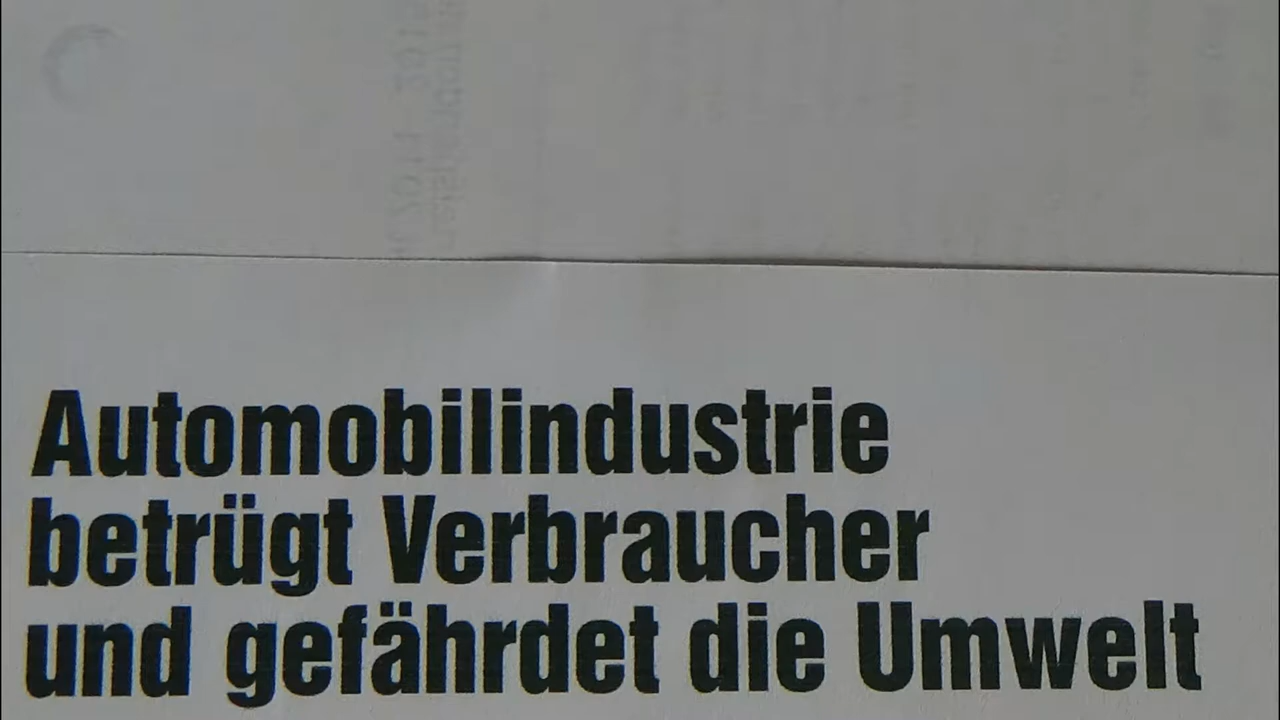 Automobilindustrie
betrügt Verbraucher
und gefährdet die Umwelt